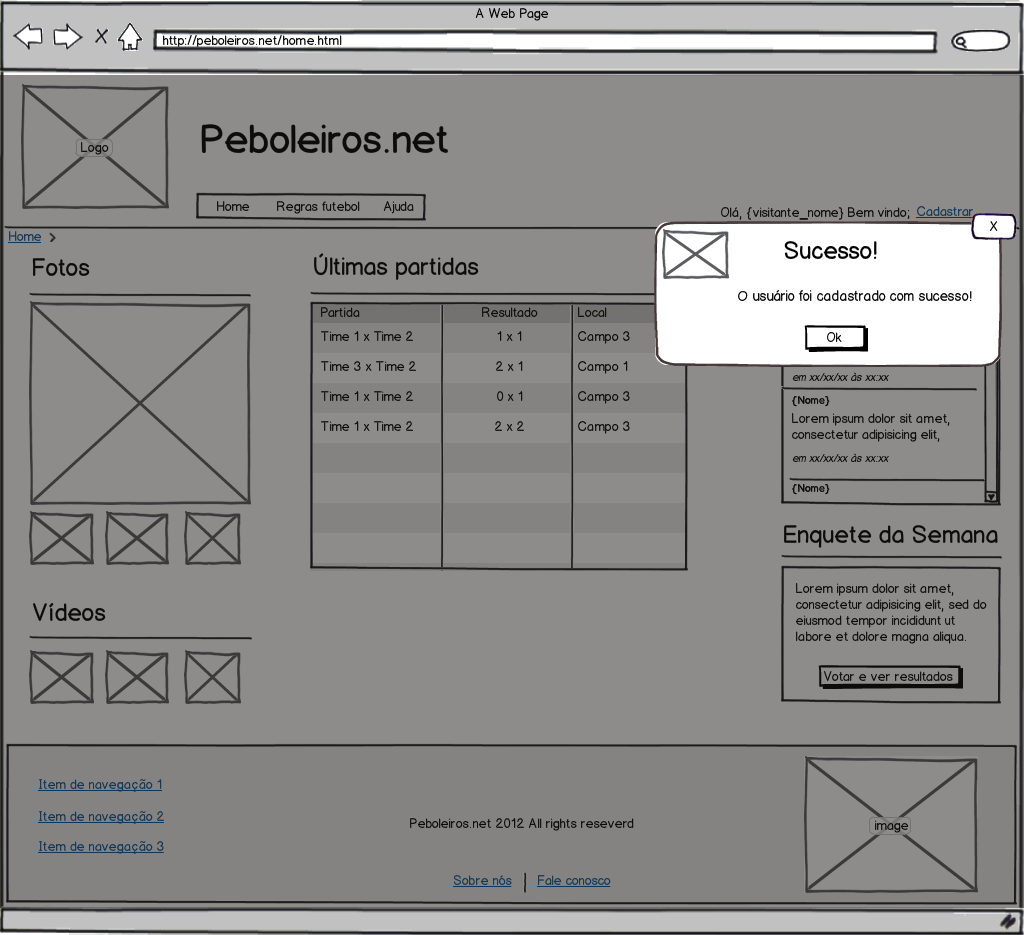 A Web Page
X
http://peboleiros.net/home.html
Logo
Peboleiros.net
Home Regras futebol Ajuda
Olá, {visitante_nome} Bem vindo; Cadastrar
Home >
X
Sucesso!
O usuário foi cadastrado com sucesso!
Ok
Fotos
Vídeos
Últimas partidas
Partida Resultado Local
Time 1 x Time 2 1 x 1 Campo 3
Time 3 x Time 2 2 x 1 Campo 1
Time 1 x Time 2 0 x 1 Campo 3
Time 1 x Time 2 2 x 2 Campo 3
em xx/xx/xx às xx:xx
{Nome}
Lorem ipsum dolor sit amet,
consectetur adipisicing elit,
em xx/xx/xx às xx:xx
{Nome}
Enquete da Semana
Lorem ipsum dolor sit amet,
consectetur adipisicing elit, sed do
eiusmod tempor incididunt ut
labore et dolore magna aliqua.
Votar e ver resultados
Item de navegação 1
Item de navegação 2
Item de navegação 3
Peboleiros.net 2012 All rights reseverd
Sobre nós | Fale conosco
image